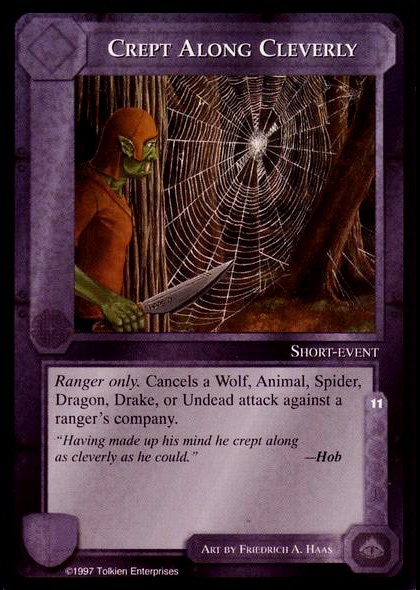 CREPT ALONG CLEVERLY
SHORT-EVENT
Ranger only. Cancels a Wolf, Animal, Spider,
Dragon, Drake, or Undead attack against a
ranger's company.
11
"Having made up his mind he crept along
as cleverly as he could." —Hob
ART BY FRIEDRICH A. HAAS
©1997 Tolkien Enterprises